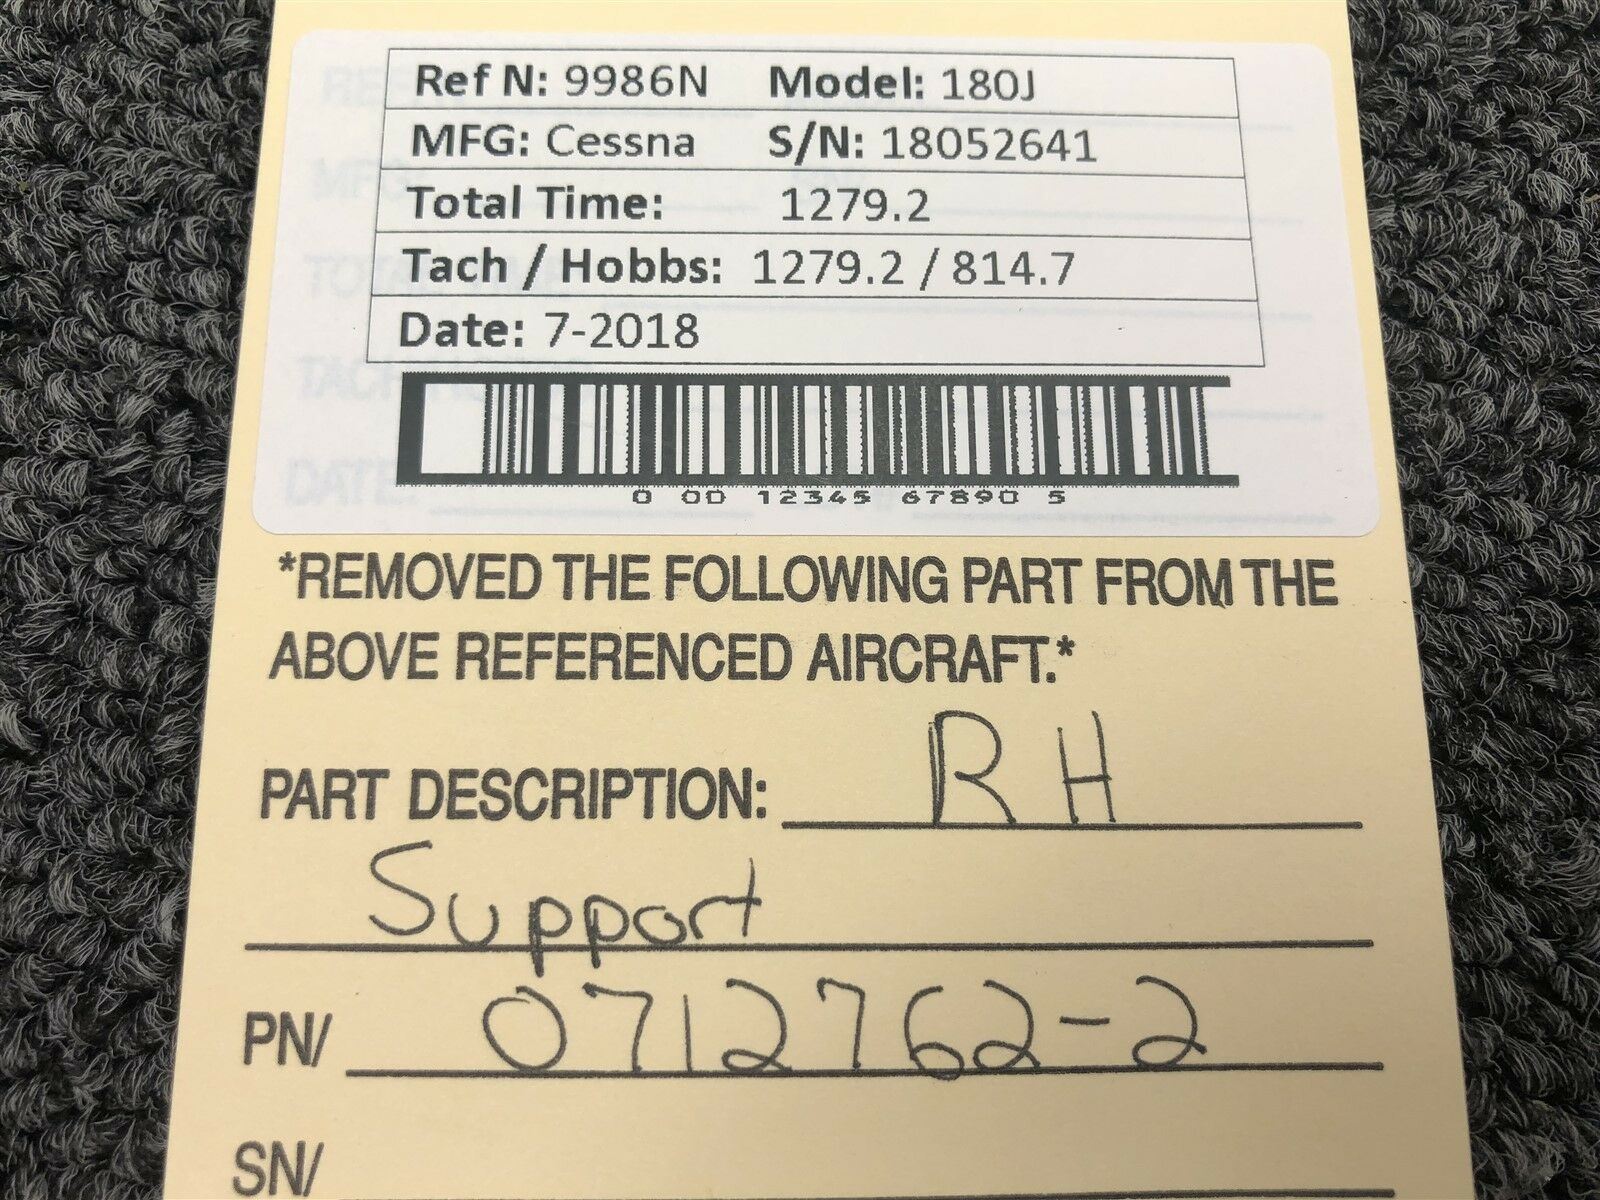 Ref N: 9986N Model: 180J
MFG: Cessna S/N: 18052641
Total Time: 1279.2
Tach / Hobbs: 1279.2 / 814.7
Date: 7-2018
0 00 12345 67890 5
*REMOVED THE FOLLOWING PART FROM THE
ABOVE REFERENCED AIRCRAFT.*
PART DESCRIPTION: RH
Support
PN/ 0712762-2
SN/